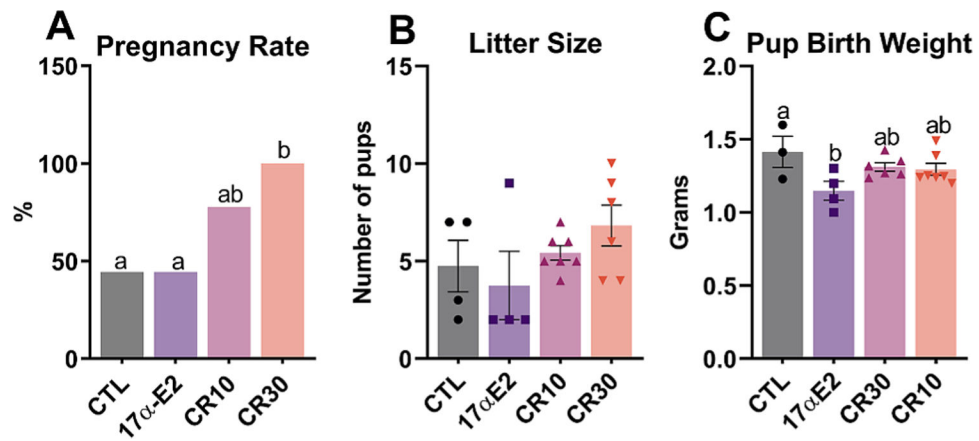 A
Pregnancy Rate
150
100
50
0
%
a
a
ab
b
CTL
17α-E2
CR10
CR30
B
Litter Size
15
10
5
0
Number of pups
CTL
17αE2
CR10
CR30
C
Pup Birth Weight
2.0
1.5
1.0
0.5
0.0
Grams
a
b
ab
ab
CTL
17αE2
CR30
CR10